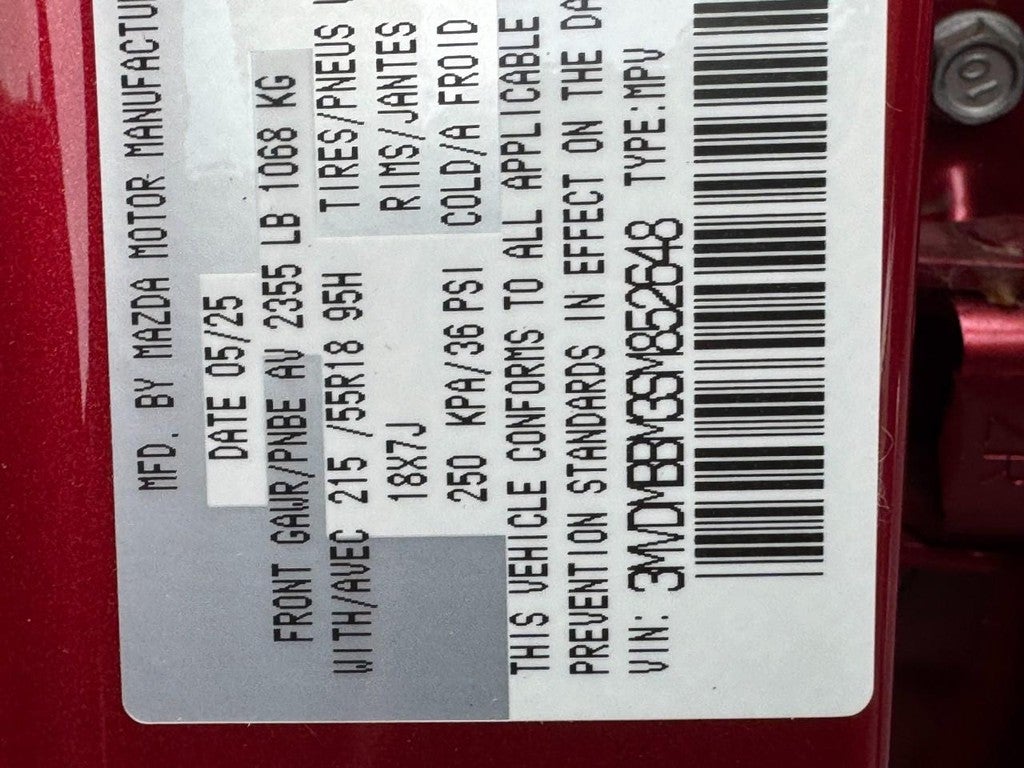 MFD. BY MAZDA MOTOR MANUFACTU
DATE 05/25
FRONT GAWR/PNBE AV 2355 LB 1068 KG
WITH/AVEC 215 /55R18 95H TIRES/PNEUS
18X7J RIMS/JANTES
250 KPA/36 PSI COLD/A FROID
THIS VEHICLE CONFORMS TO ALL APPLICABLE
PREVENTION STANDARDS IN EFFECT ON THE DA
VIN: 3MVDMBBM3SM852648 TYPE:MPV
10